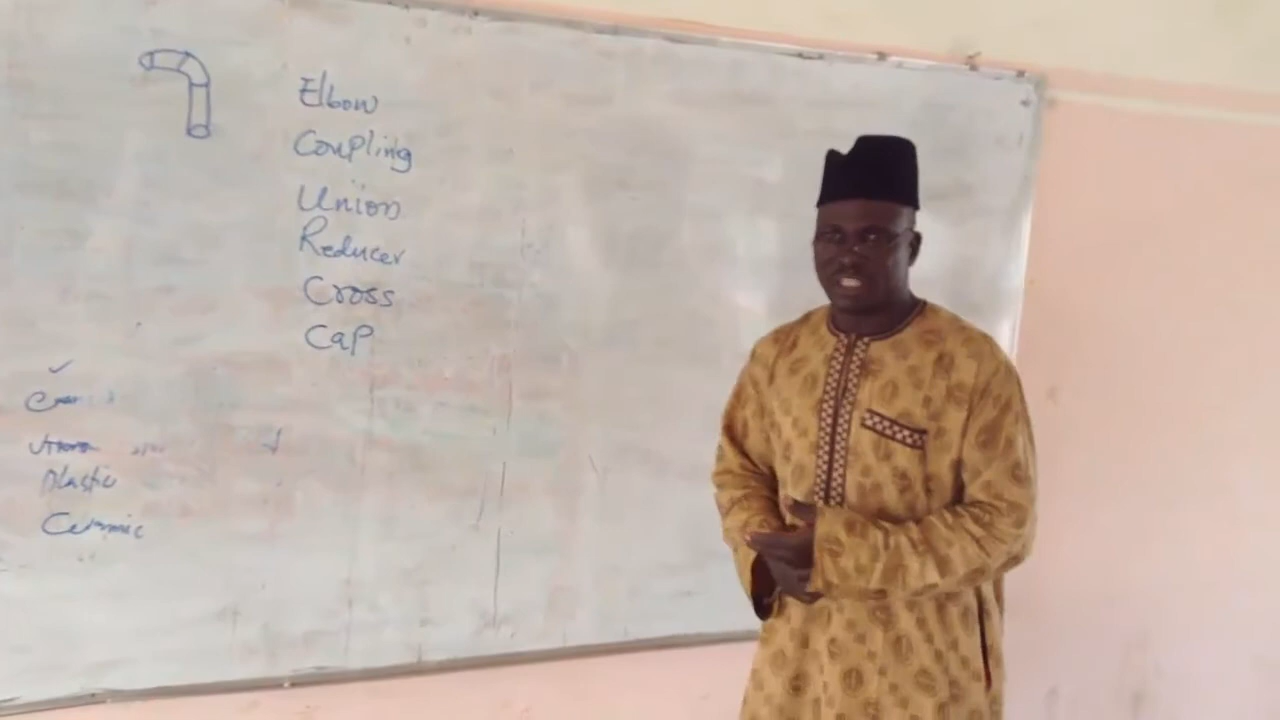 Elbow
Coupling
Union
Reducer
Cross
Cap
Plastic
Ceramic